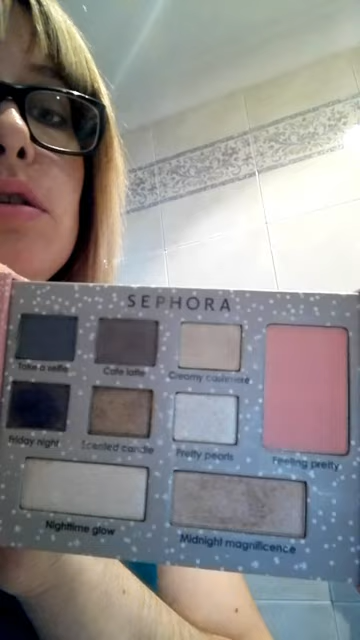 SEPHORA
Take a selfie
Cafe latte
Creamy cashmere
Friday night
Scented candle
Pretty pearls
Feeling pretty
Nighttime glow
Midnight magnificence